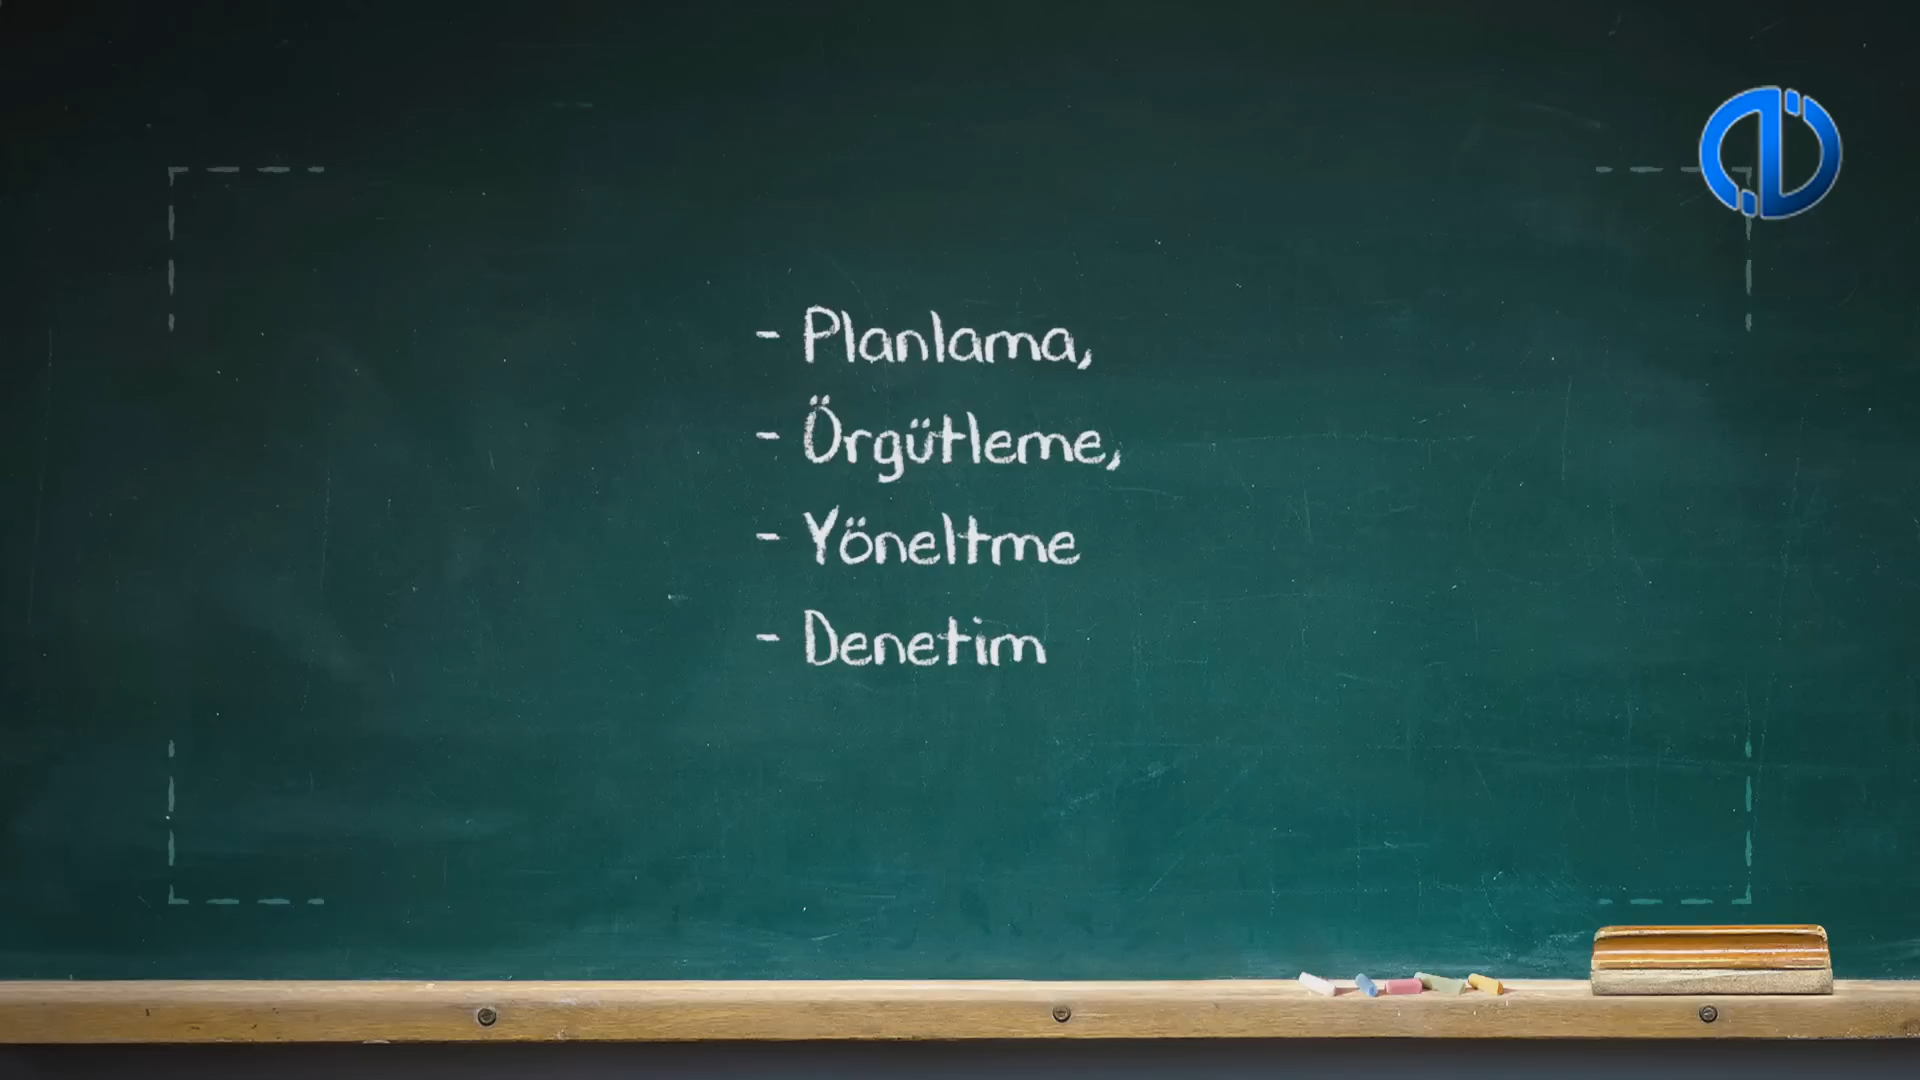 - Planlama,
- Örgütleme,
- Yöneltme
- Denetim